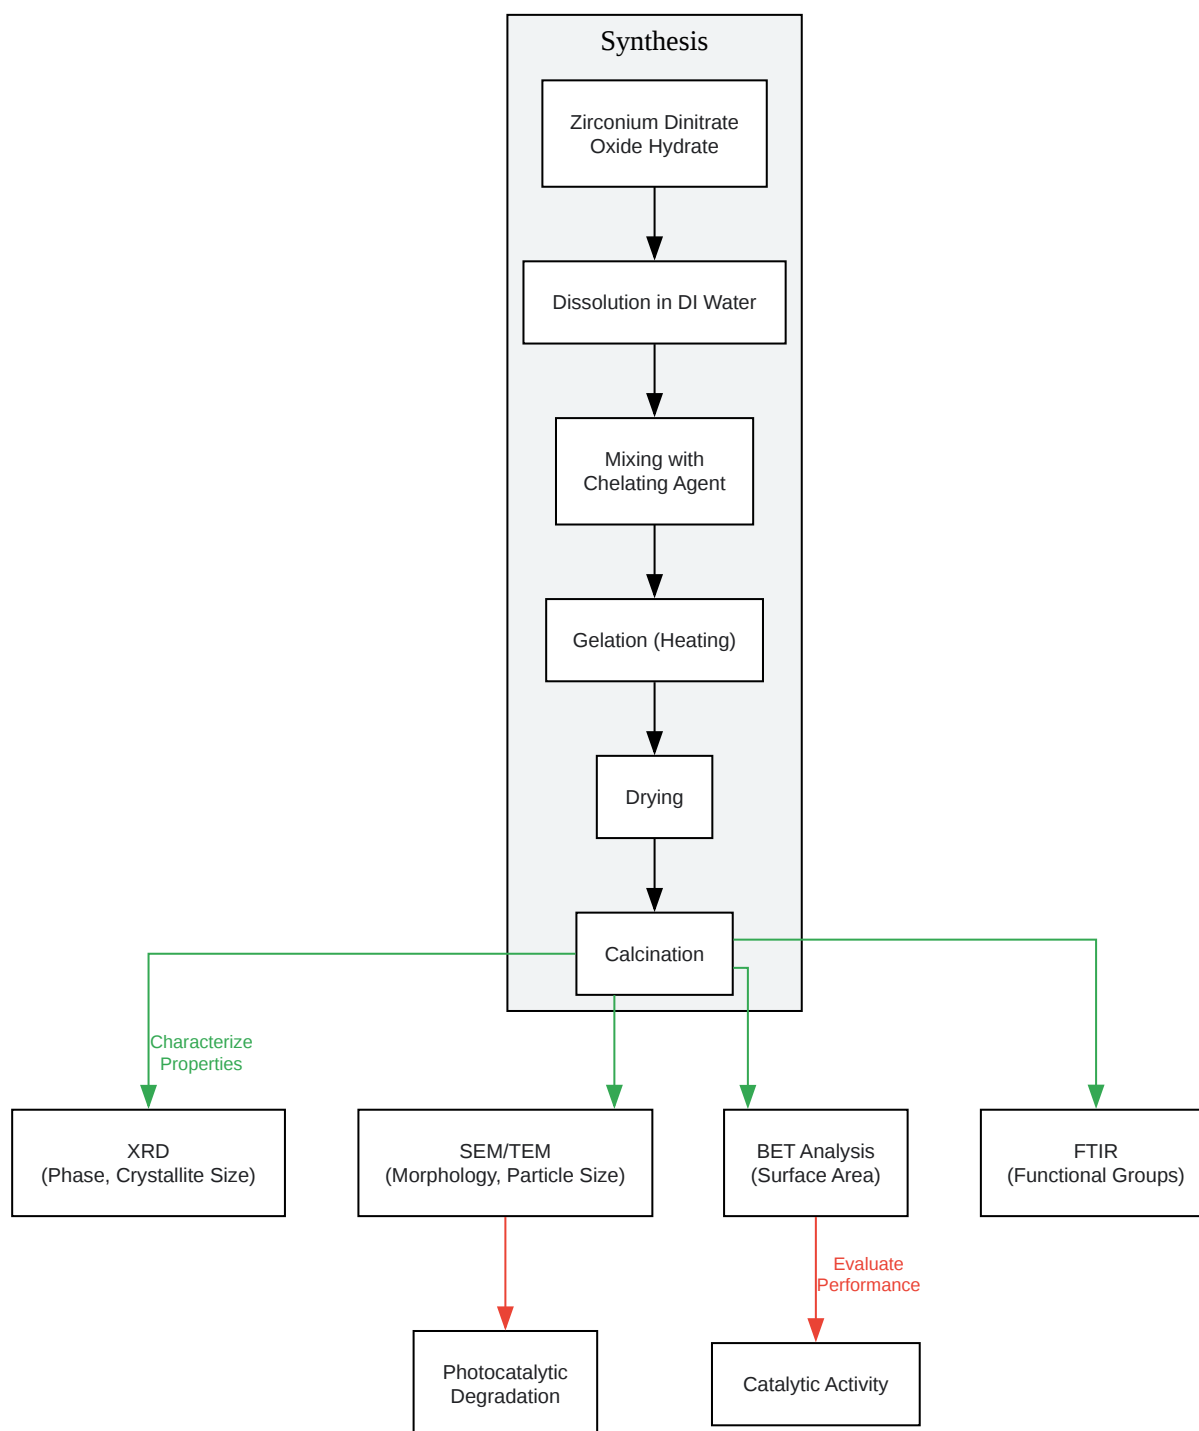 Synthesis
Zirconium Dinitrate
Oxide Hydrate
Dissolution in DI Water
Mixing with
Chelating Agent
Gelation (Heating)
Drying
Calcination
Characterize
Properties
XRD
(Phase, Crystallite Size)
SEM/TEM
(Morphology, Particle Size)
BET Analysis
(Surface Area)
FTIR
(Functional Groups)
Evaluate
Performance
Photocatalytic
Degradation
Catalytic Activity